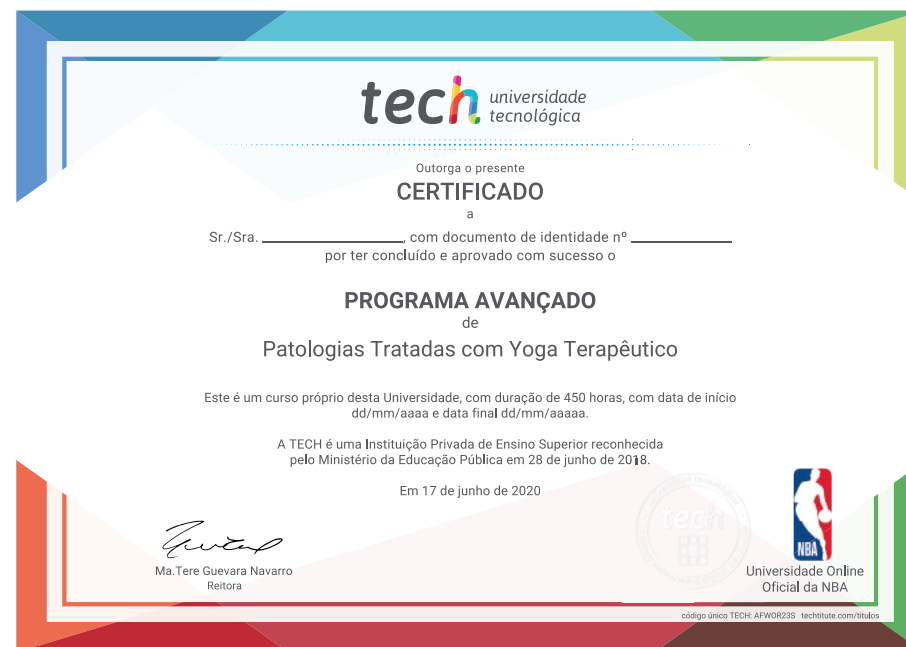 tech universidade
tecnológica
Outorga o presente
CERTIFICADO
a
Sr./Sra. ________________, com documento de identidade nº ____________
por ter concluído e aprovado com sucesso o
PROGRAMA AVANÇADO
de
Patologias Tratadas com Yoga Terapêutico
Este é um curso próprio desta Universidade, com duração de 450 horas, com data de início
dd/mm/aaaa e data final dd/mm/aaaaa.
A TECH é uma Instituição Privada de Ensino Superior reconhecida
pelo Ministério da Educação Pública em 28 de junho de 2018.
Em 17 de junho de 2020
tech
Ma.Tere Guevara Navarro
Reitora
NBA
Universidade Online
Oficial da NBA
código único TECH: AFWOR23S techtitute.com/titulos